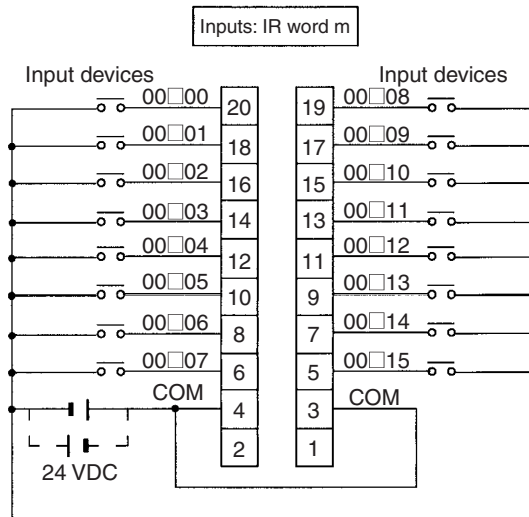 Inputs: IR word m
Input devices Input devices
00□00 20 19 00□08
00□01 18 17 00□09
00□02 16 15 00□10
00□03 14 13 00□11
00□04 12 11 00□12
00□05 10 9 00□13
00□06 8 7 00□14
00□07 6 5 00□15
COM 4 3 COM
2 1
24 VDC